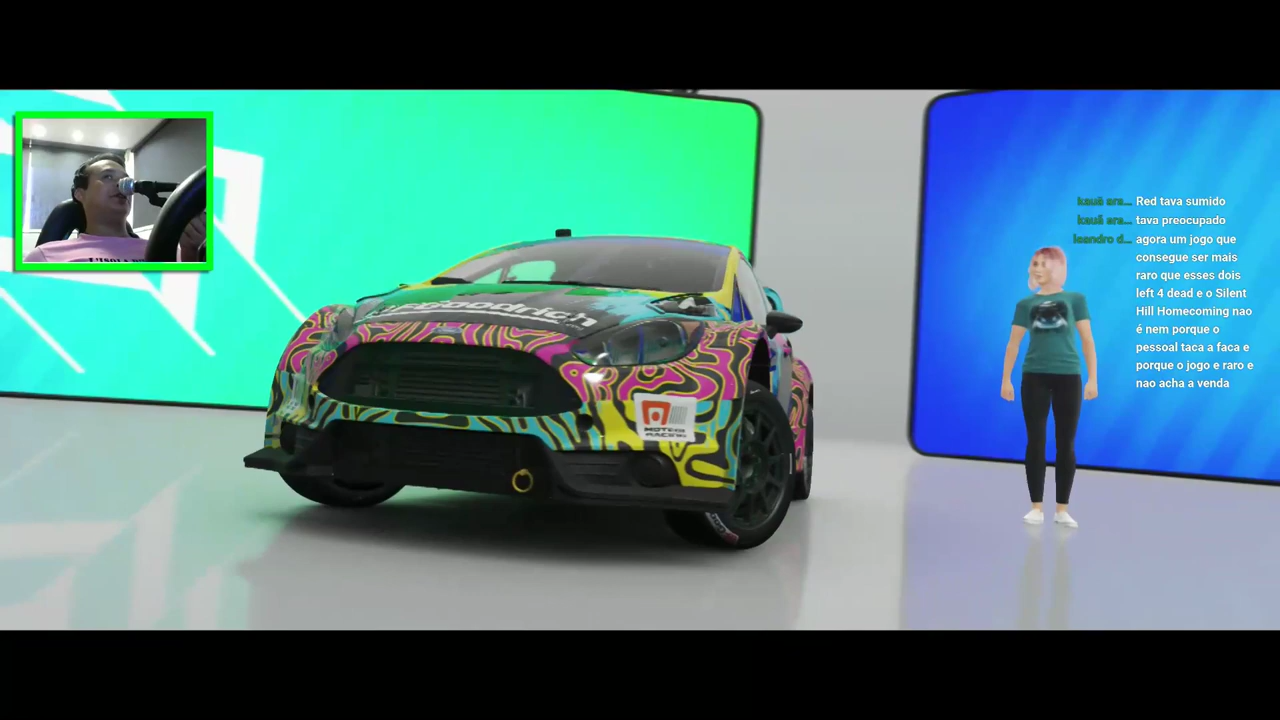 kauã ara... Red tava sumido
kauã ara... tava preocupado
leandro d... agora um jogo que
consegue ser mais
raro que esses dois
left 4 dead e o Silent
Hill Homecoming nao
é nem porque o
pessoal taca a faca e
porque o jogo e raro e
nao acha a venda
goodrich
RACING